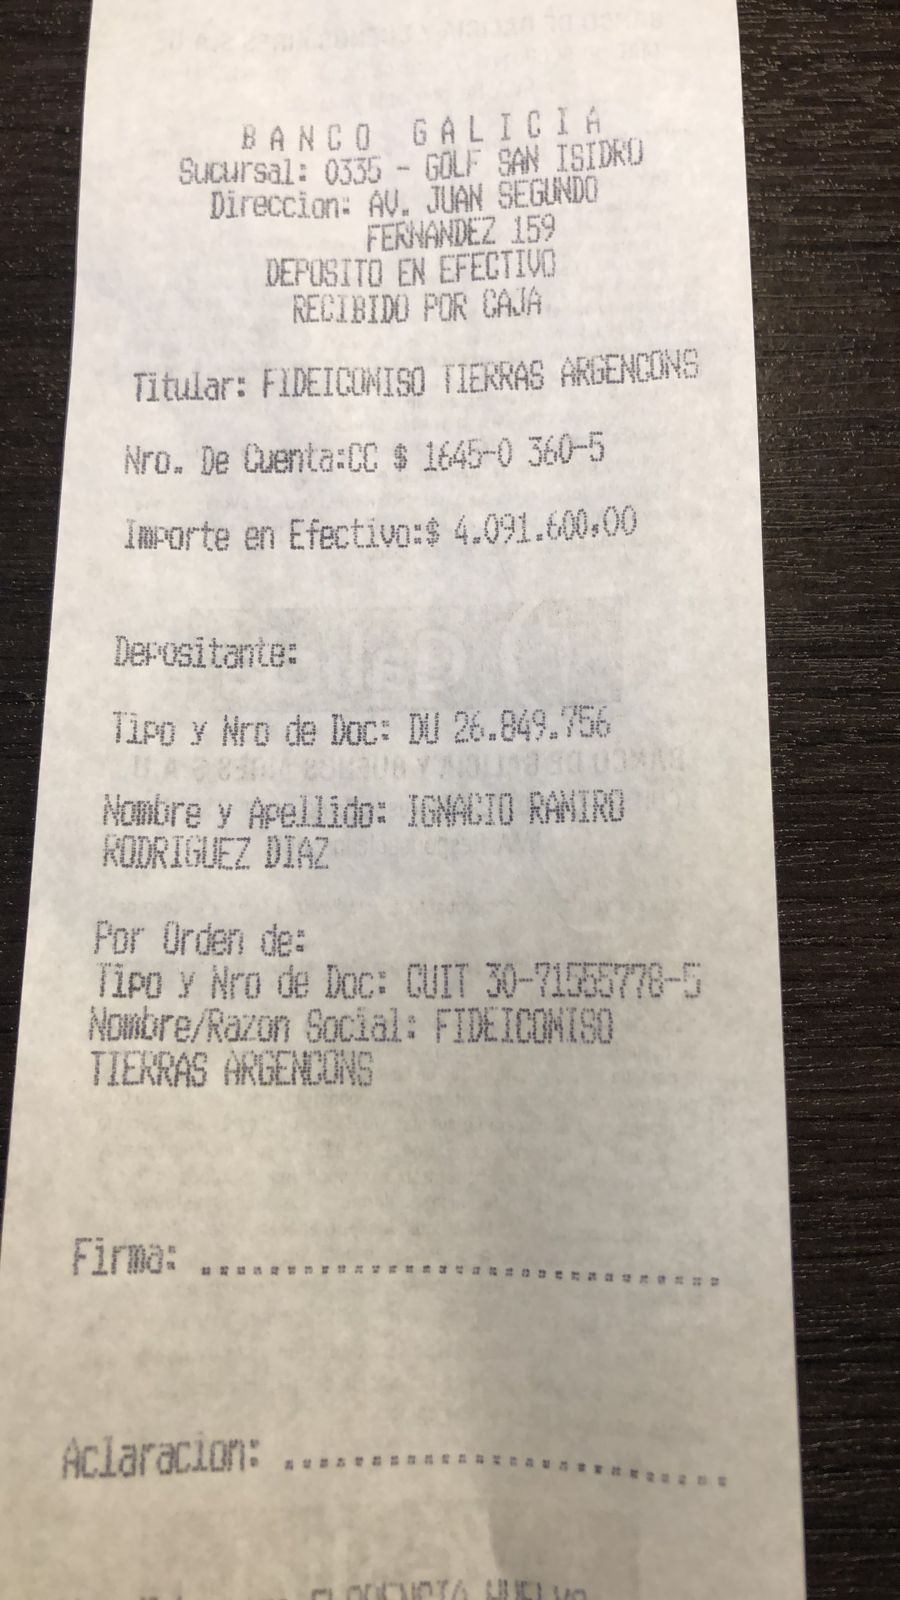 BANCO GALICIA
Sucursal: 0335 - GOLF SAN ISIDRO
Direccion: AV. JUAN SEGUNDO
FERNANDEZ 159
DEPOSITO EN EFECTIVO
RECIBIDO POR CAJA
Titular: FIDEICOMISO TIERRAS ARGENCONS
Nro. De Cuenta:CC $ 1645-0 360-5
Importe en Efectivo:$ 4.091.600,00
Depositante:
Tipo y Nro de Doc: DU 26.849.756
Nombre y Apellido: IGNACIO RAMIRO
RODRIGUEZ DIAZ
Por Orden de:
Tipo y Nro de Doc: CUIT 30-71555778-5
Nombre/Razon Social: FIDEICOMISO
TIERRAS ARGENCONS
Firma: ...............................
Aclaracion: ...........................
FLORENCIA